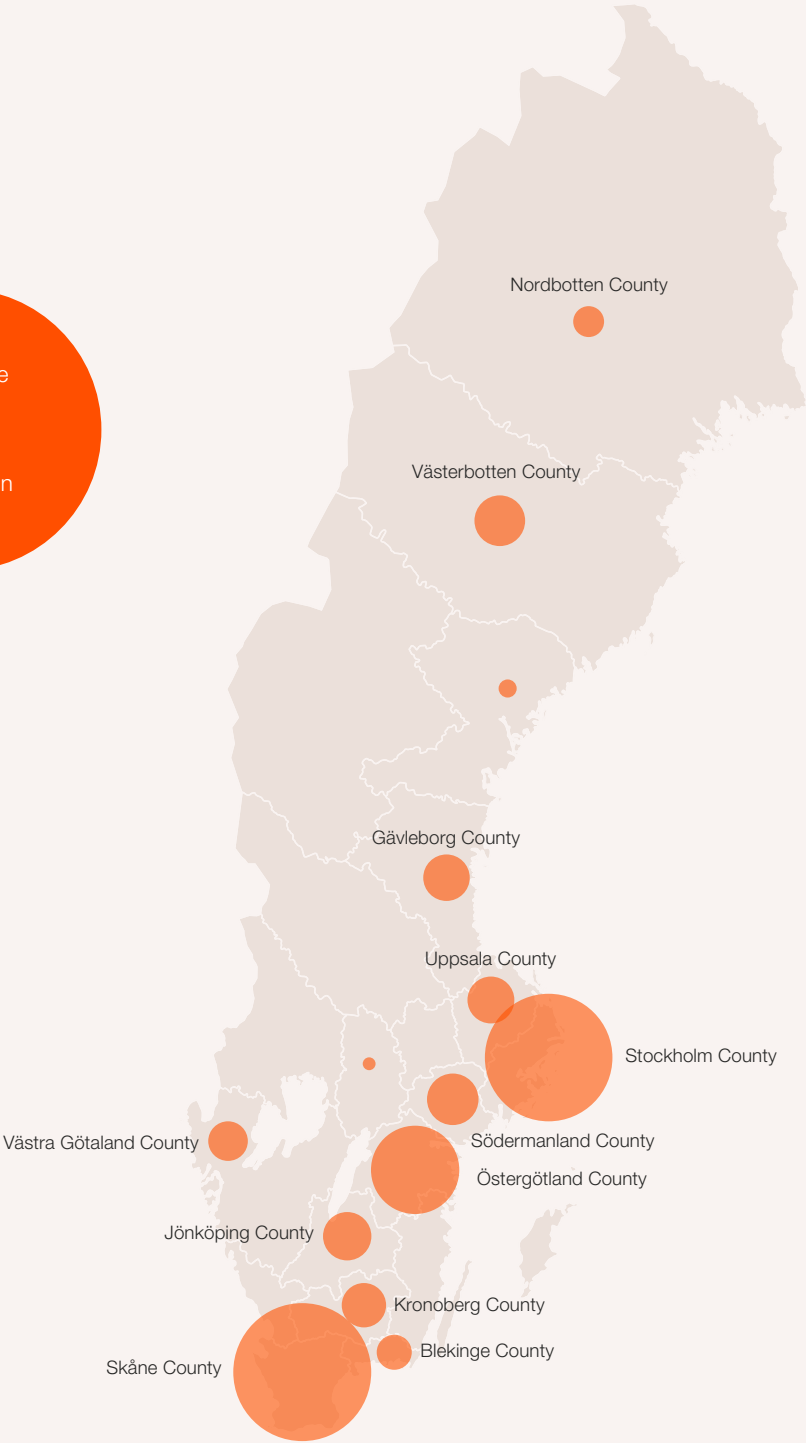 Nordbotten County
e
Västerbotten County
n
Gävleborg County
Uppsala County
Stockholm County
Södermanland County
Västra Götaland County
Östergötland County
Jönköping County
Kronoberg County
Blekinge County
Skåne County